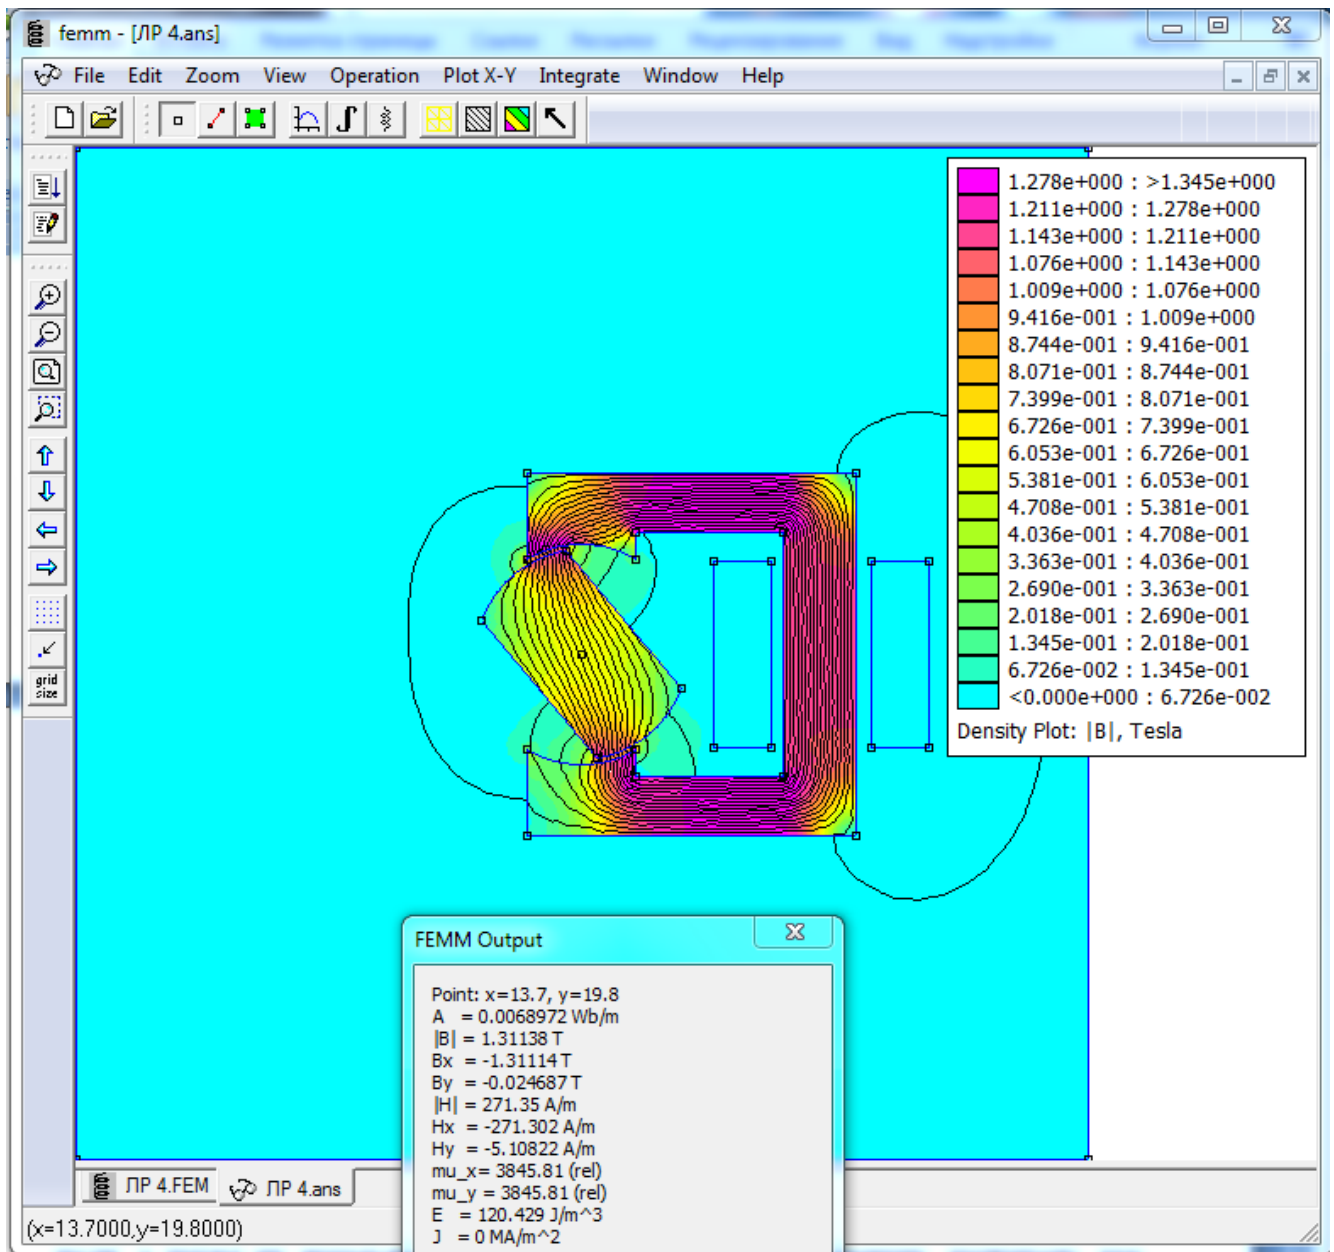 femm - [ЛР 4.ans]
File Edit Zoom View Operation Plot X-Y Integrate Window Help
grid
size
1.278e+000 : >1.345e+000
1.211e+000 : 1.278e+000
1.143e+000 : 1.211e+000
1.076e+000 : 1.143e+000
1.009e+000 : 1.076e+000
9.416e-001 : 1.009e+000
8.744e-001 : 9.416e-001
8.071e-001 : 8.744e-001
7.399e-001 : 8.071e-001
6.726e-001 : 7.399e-001
6.053e-001 : 6.726e-001
5.381e-001 : 6.053e-001
4.708e-001 : 5.381e-001
4.036e-001 : 4.708e-001
3.363e-001 : 4.036e-001
2.690e-001 : 3.363e-001
2.018e-001 : 2.690e-001
1.345e-001 : 2.018e-001
6.726e-002 : 1.345e-001
<0.000e+000 : 6.726e-002
Density Plot: |B|, Tesla
FEMM Output
Point: x=13.7, y=19.8
A = 0.0068972 Wb/m
|B| = 1.31138 T
Bx = -1.31114 T
By = -0.024687 T
|H| = 271.35 A/m
Hx = -271.302 A/m
Hy = -5.10822 A/m
mu_x= 3845.81 (rel)
mu_y = 3845.81 (rel)
E = 120.429 J/m^3
J = 0 MA/m^2
ЛР 4.FEM
ЛР 4.ans
(x=13.7000,y=19.8000)